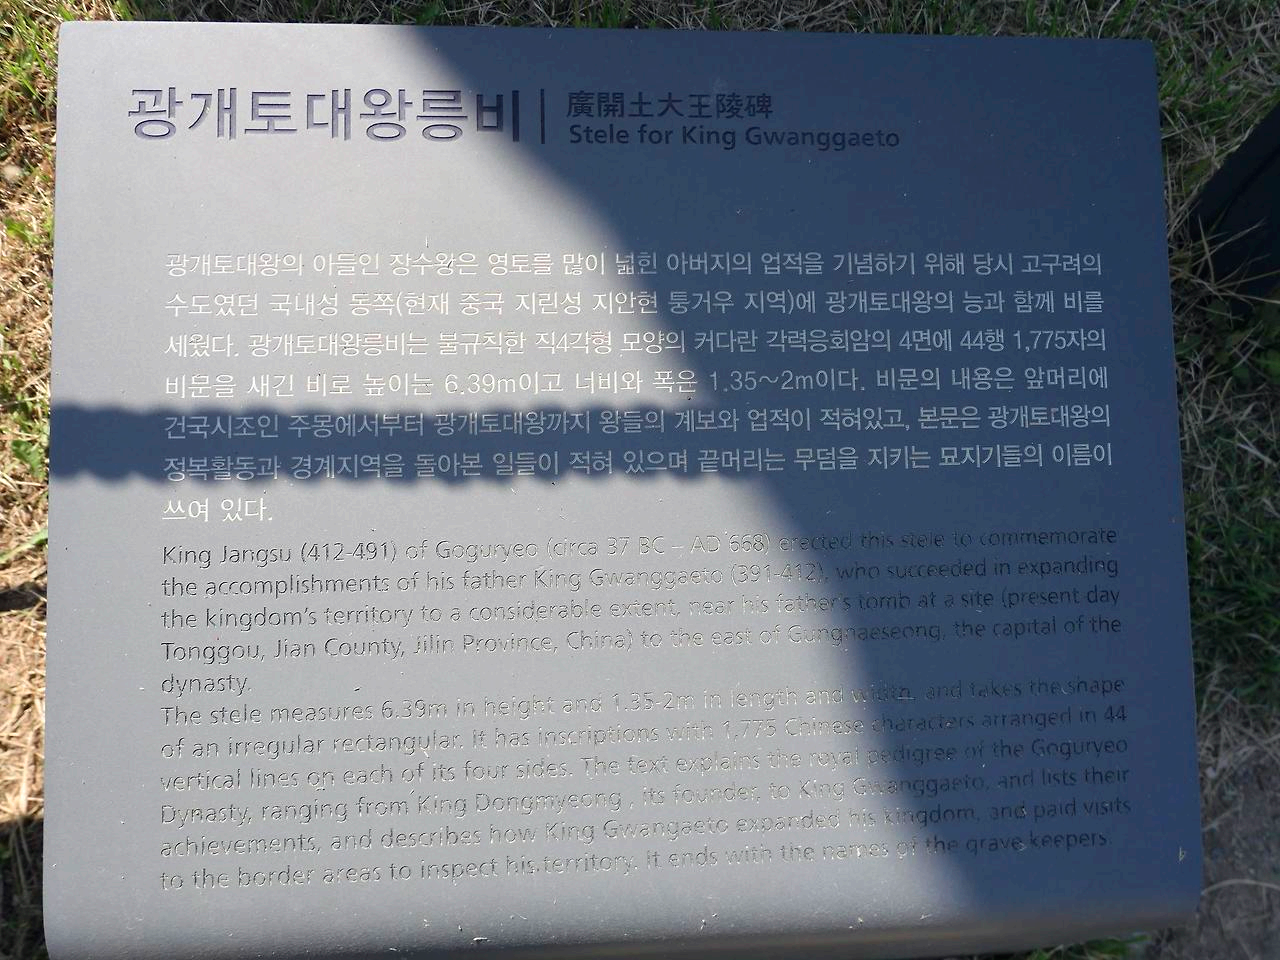 광개토대왕릉비
廣開土大王陵碑
Stele for King Gwanggaeto
광개토대왕의 아들인 장수왕은 영토를 많이 넓힌 아버지의 업적을 기념하기 위해 당시 고구려의
수도였던 국내성 동쪽(현재 중국 지린성 지안현 퉁거우 지역)에 광개토대왕의 능과 함께 비를
세웠다. 광개토대왕릉비는 불규칙한 직4각형 모양의 커다란 각력응회암의 4면에 44행 1,775자의
비문을 새긴 비로 높이는 6.39m이고 너비와 폭은 1.35~2m이다. 비문의 내용은 앞머리에
건국시조인 주몽에서부터 광개토대왕까지 왕들의 계보와 업적이 적혀있고, 본문은 광개토대왕의
정복활동과 경계지역을 돌아본 일들이 적혀 있으며 끝머리는 무덤을 지키는 묘지기들의 이름이
쓰여 있다.
King Jangsu (412-491) of Goguryeo (circa 37 BC – AD 668) erected this stele to commemorate
the accomplishments of his father King Gwanggaeto (391-412), who succeeded in expanding
the kingdom's territory to a considerable extent, near his father's tomb at a site (present day
Tonggou, Jian County, Jilin Province, China) to the east of Gungnaeseong, the capital of the
dynasty.
The stele measures 6.39m in height and 1.35-2m in length and width, and takes the shape
of an irregular rectangular. It has inscriptions with 1,775 Chinese characters arranged in 44
vertical lines on each of its four sides. The text explains the royal pedigree of the Goguryeo
Dynasty, ranging from King Dongmyeong , its founder, to King Gwanggaeto, and lists their
achievements, and describes how King Gwangaeto expanded his kingdom, and paid visits
to the border areas to inspect his territory. It ends with the names of the grave keepers.